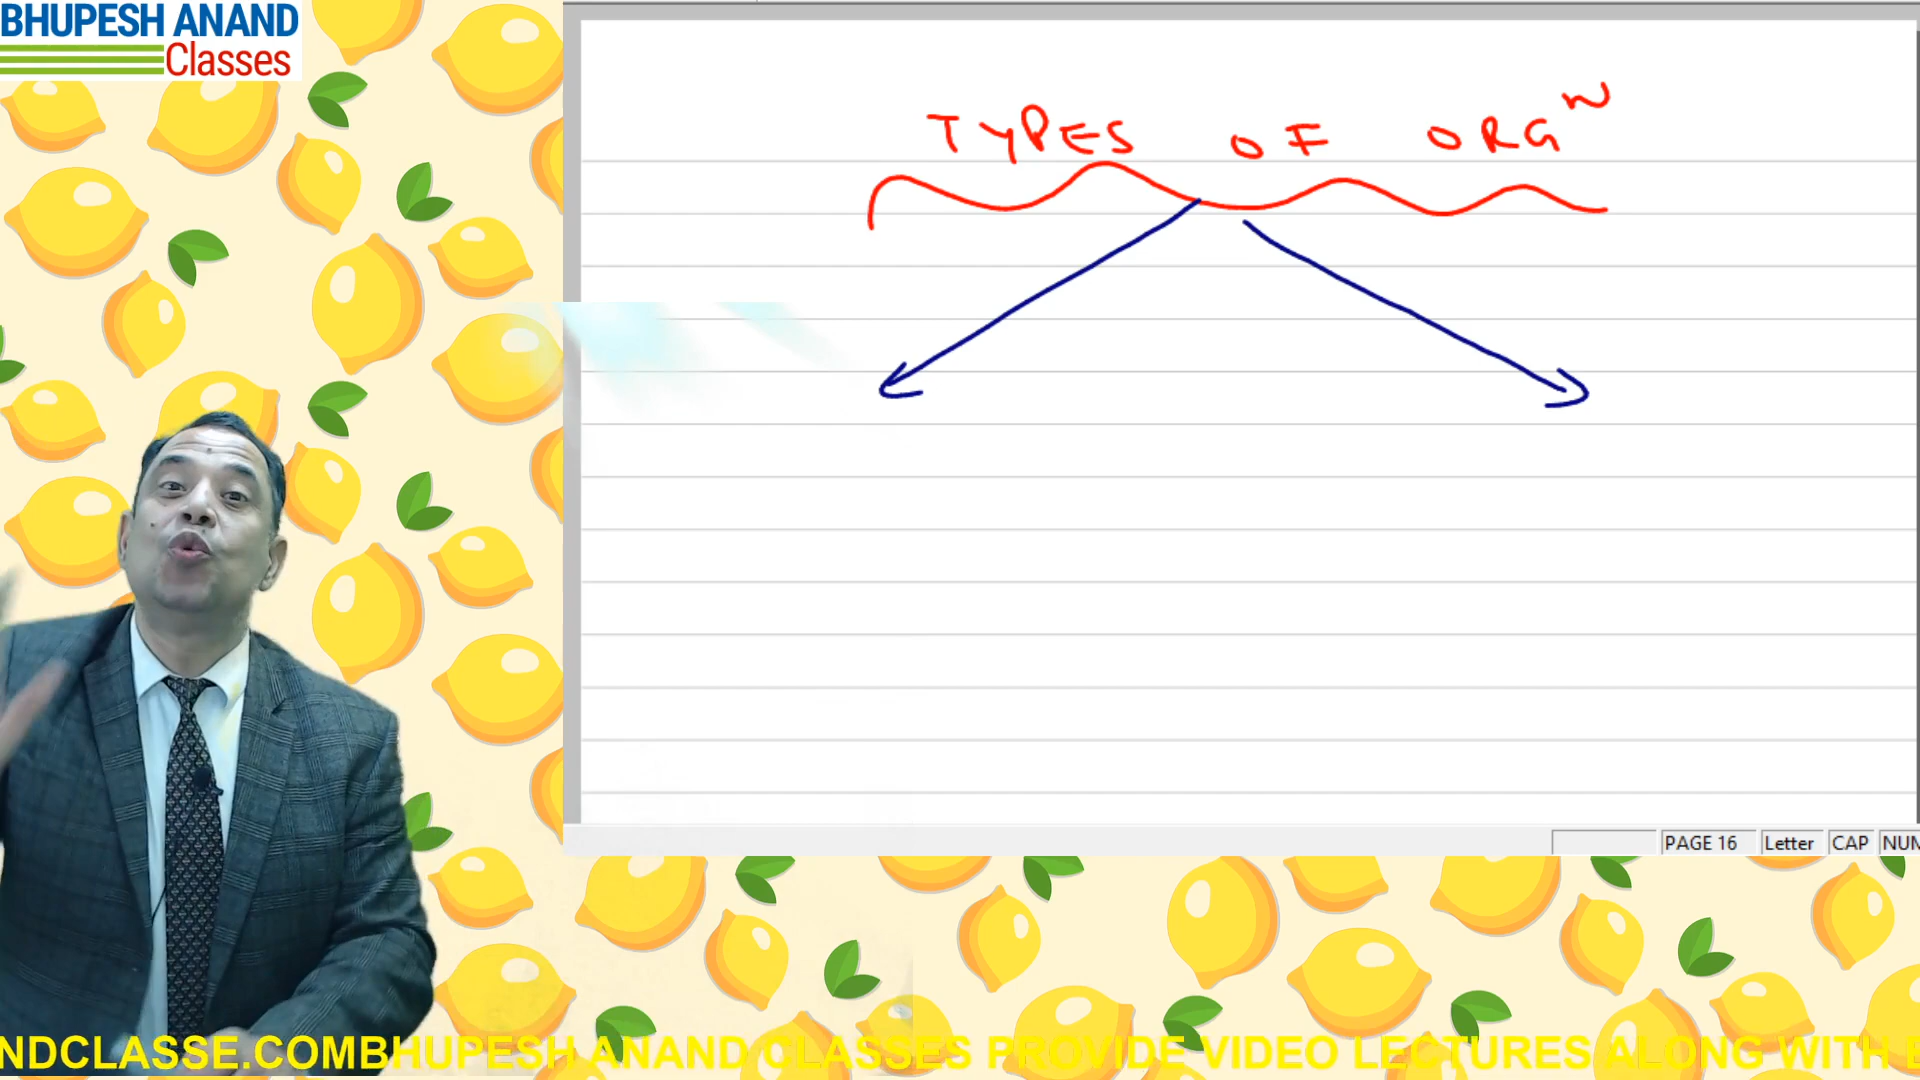 BHUPESH ANAND
Classes
TYPES OF ORGN
PAGE 16 Letter CAP NUM
NDCLASSE.COMBHUPESH ANAND CLASSES PROVIDE VIDEO LECTURES ALONG WITH